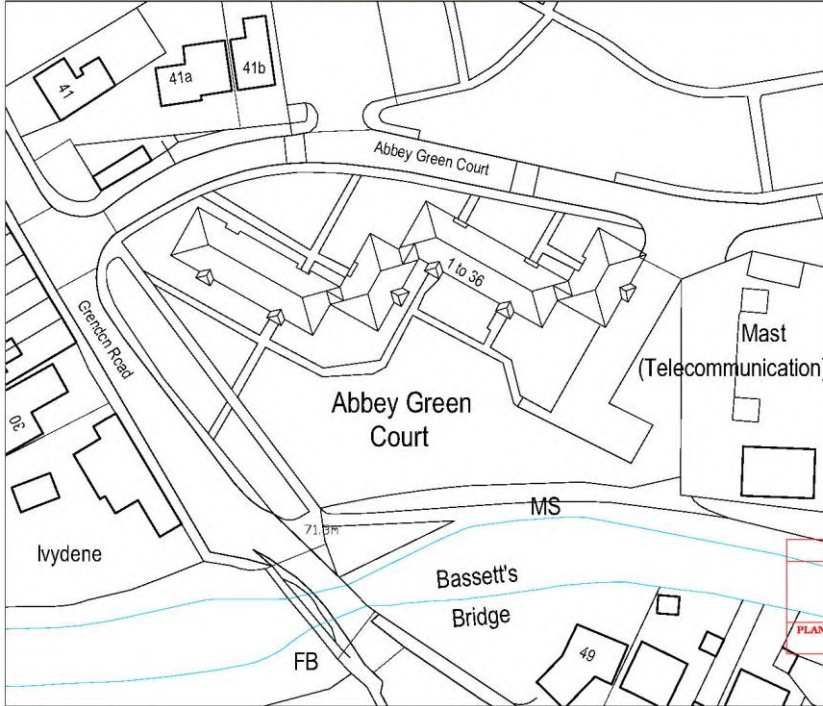 41
41a
41b
Abbey Green Court
1 to 36
Grendon Road
Mast
(Telecommunication)
Abbey Green
Court
30
MS
71.3M
Ivydene
Bassett's
Bridge
PLAN
FB
49